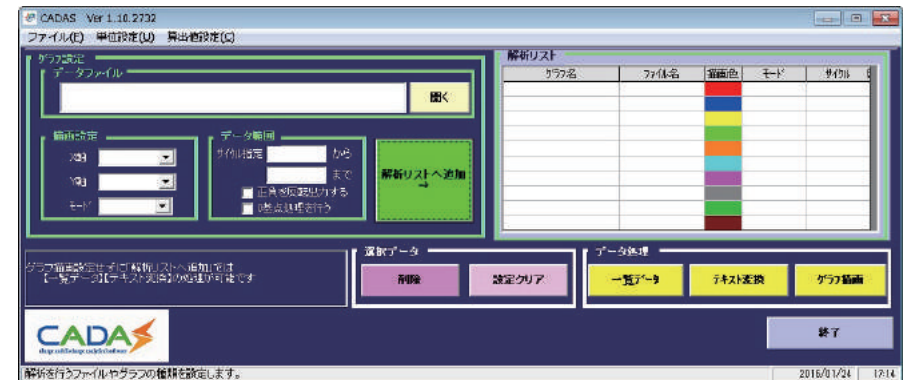 CADAS Ver 1.10.2732
ファイル(E) 単位設定(U) 算出値設定(C)
グラフ設定
データファイル
開く
描画設定
X軸
Y軸
モード
データ範囲
サイクル指定 から
まで
正負を反転出力する
0基点処理を行う
解析リストへ追加
→
解析リスト
グラフ名 ファイル名 描画色 モード サイクル
グラフ描画設定せずに「解析リストへ追加」では
【一覧データ】【テキスト変換】の処理が可能です
選択データ
削除 設定クリア
データ処理
一覧データ テキスト変換 グラフ描画
CADAS
終了
解析を行うファイルやグラフの種類を設定します。
2016/01/24 17:14